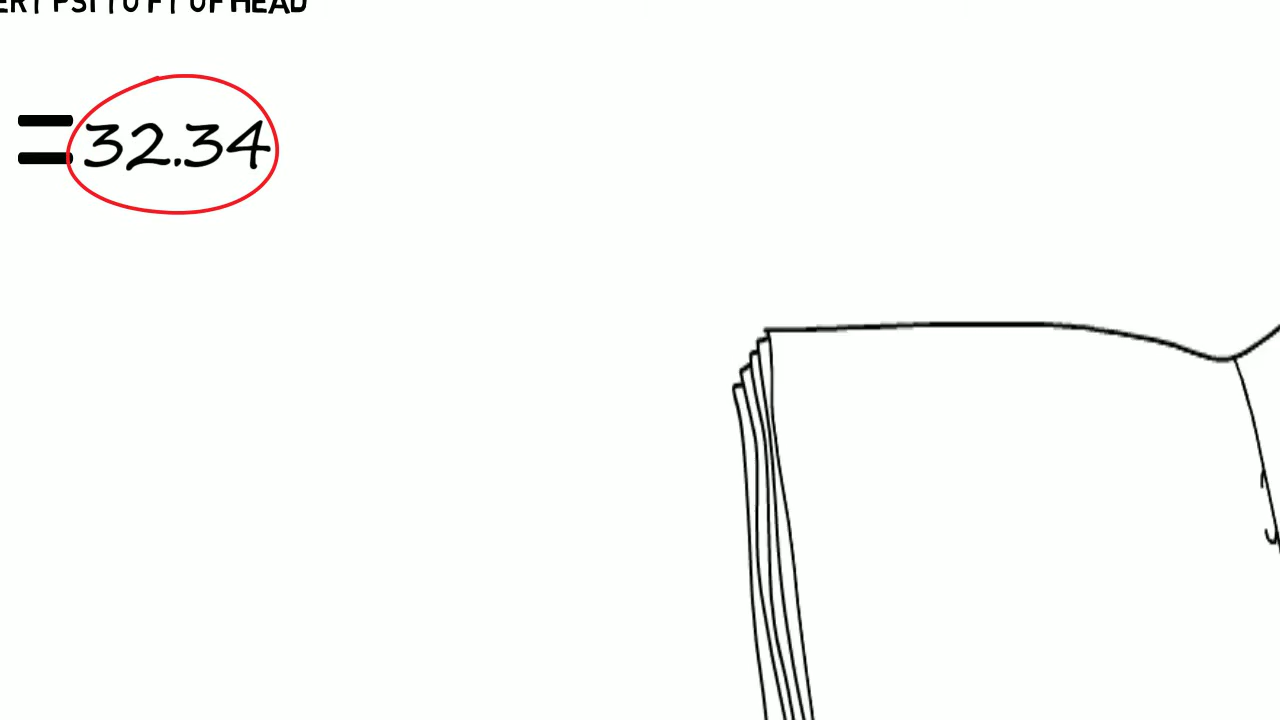 PSI TO FT OF HEAD
=32.34